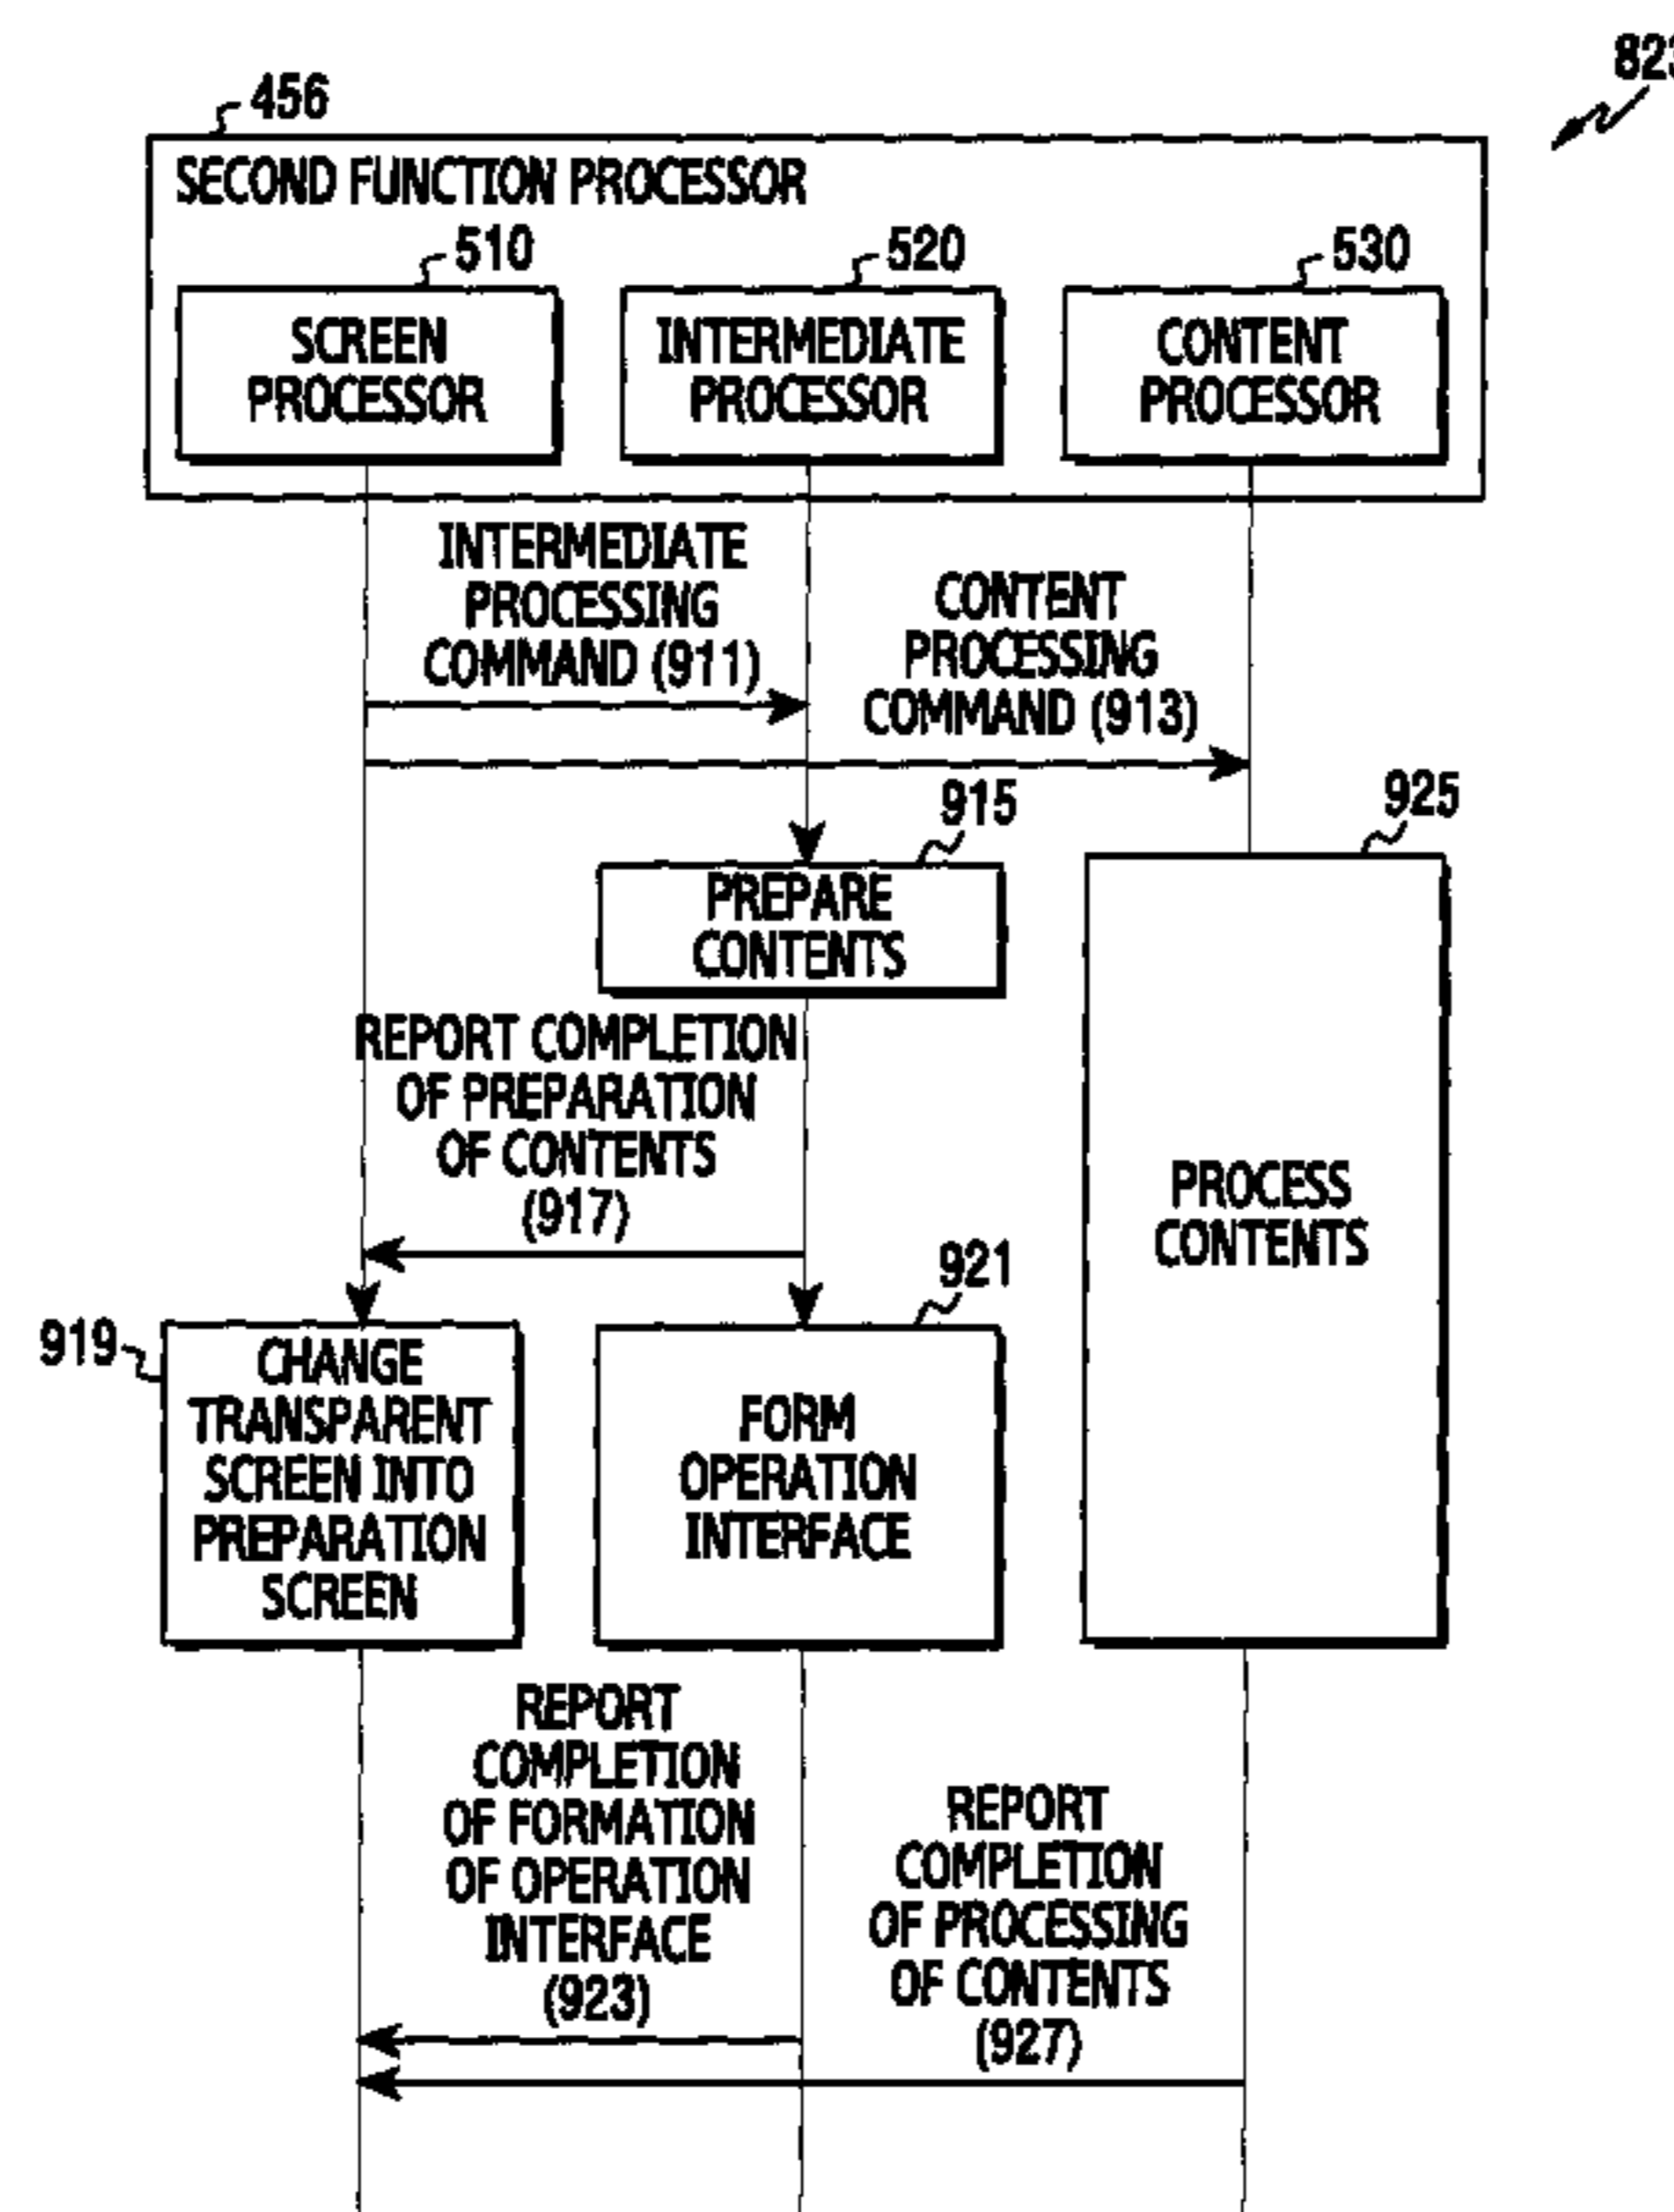 823
456
SECOND FUNCTION PROCESSOR
510
520
530
SCREEN
PROCESSOR
INTERMEDIATE
PROCESSOR
CONTENT
PROCESSOR
INTERMEDIATE
PROCESSING
COMMAND (911)
CONTENT
PROCESSING
COMMAND (913)
915
925
PREPARE
CONTENTS
REPORT COMPLETION
OF PREPARATION
OF CONTENTS
(917)
PROCESS
CONTENTS
921
919
CHANGE
TRANSPARENT
SCREEN INTO
PREPARATION
SCREEN
FORM
OPERATION
INTERFACE
REPORT
COMPLETION
OF FORMATION
OF OPERATION
INTERFACE
(923)
REPORT
COMPLETION
OF PROCESSING
OF CONTENTS
(927)